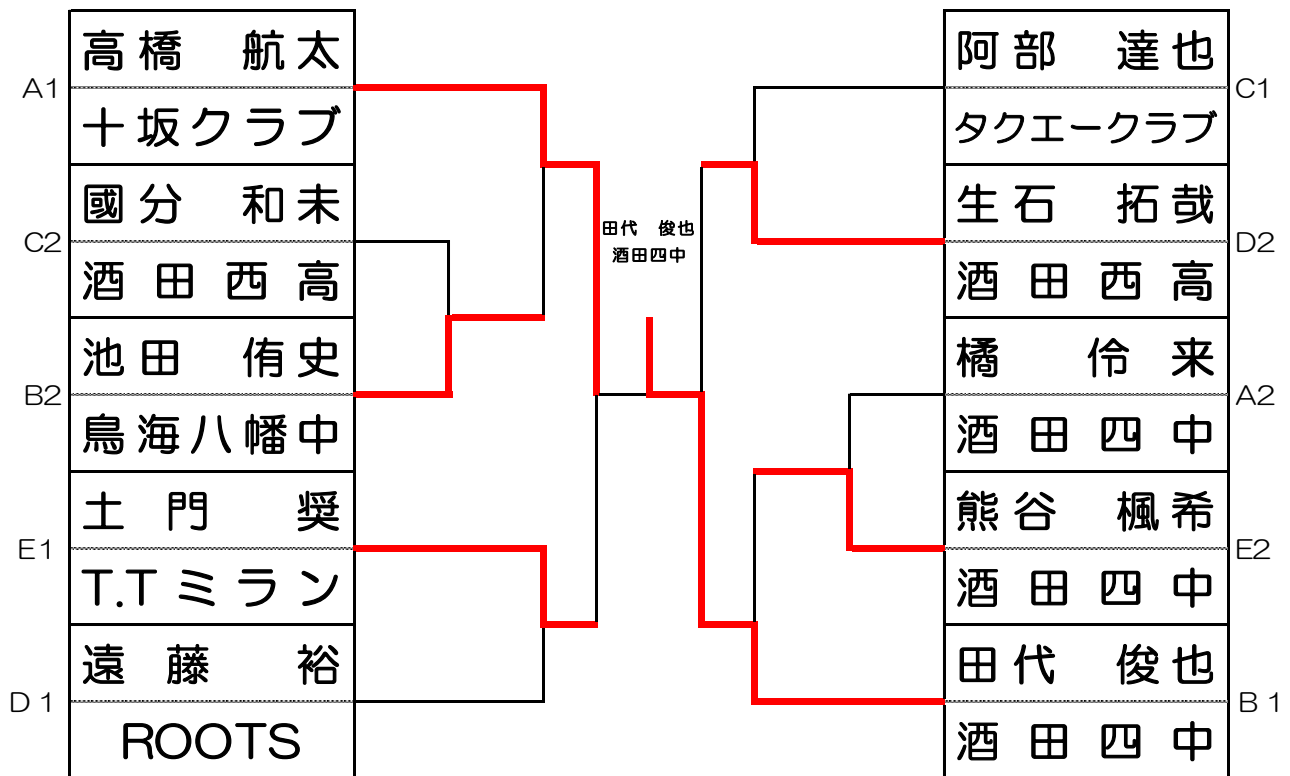 A1
高橋 航太
十坂クラブ
C2
國分 和未
酒田西高
B2
池田 侑史
鳥海八幡中
E1
土門 奨
T.Tミラン
D1
遠藤 裕
ROOTS
田代 俊也
酒田四中
阿部 達也
タクエークラブ
C1
生石 拓哉
酒田西高
D2
橘 伶来
酒田四中
A2
熊谷 楓希
酒田四中
E2
田代 俊也
酒田四中
B1